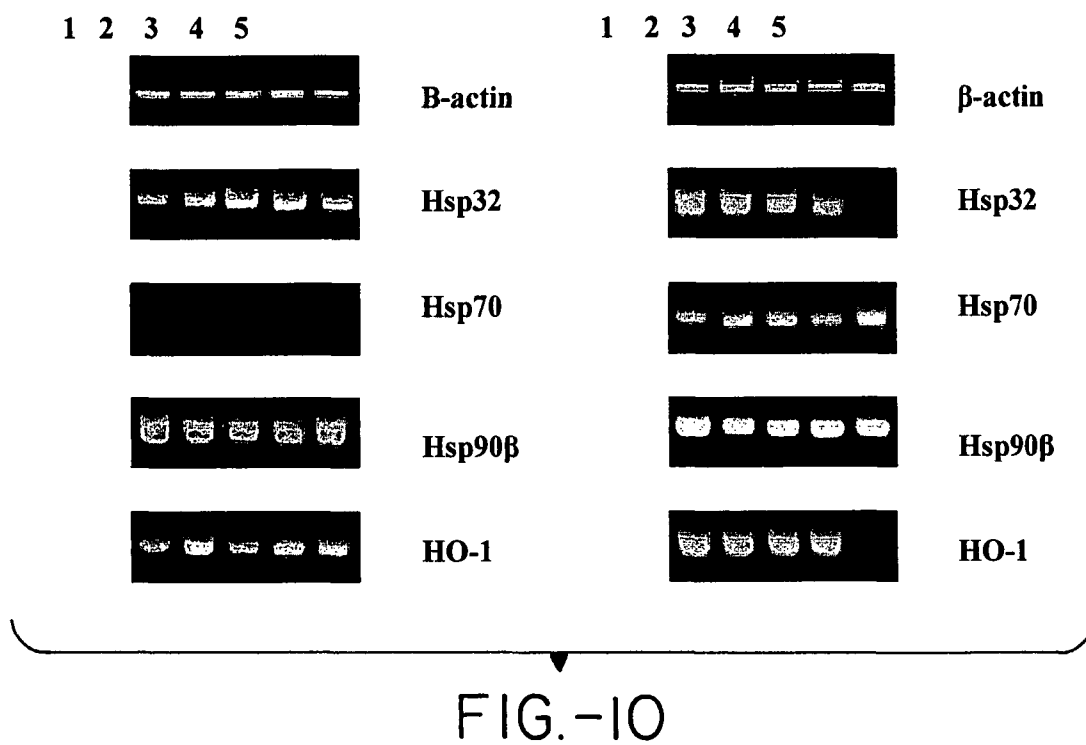 1 2 3 4 5
B-actin
Hsp32
Hsp70
Hsp90β
HO-1
1 2 3 4 5
β-actin
Hsp32
Hsp70
Hsp90β
HO-1
FIG.-10